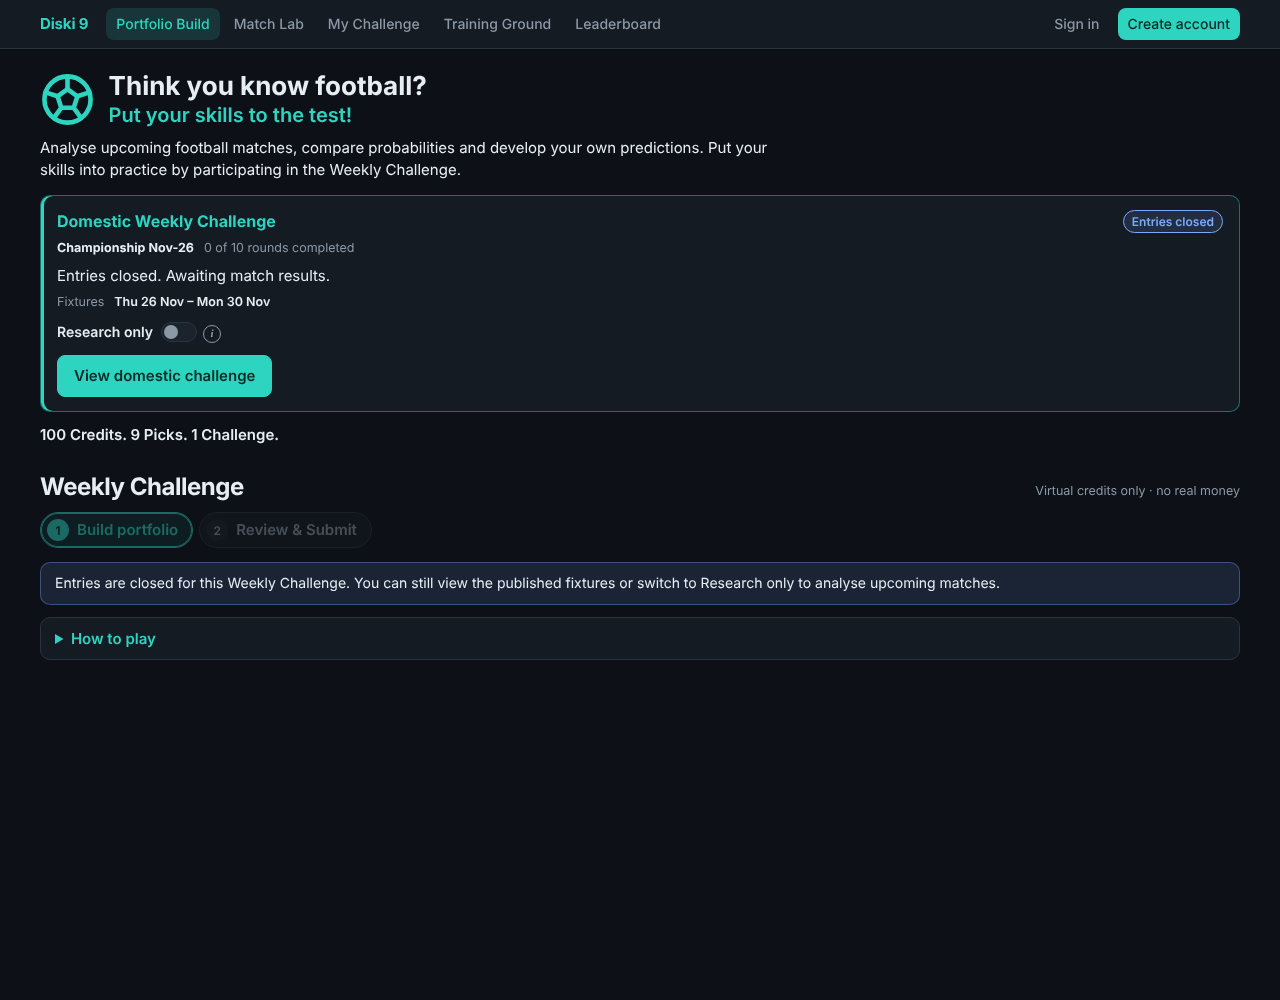 Diski 9 Portfolio Build Match Lab My Challenge Training Ground Leaderboard Sign in Create account
Think you know football?
Put your skills to the test!
Analyse upcoming football matches, compare probabilities and develop your own predictions. Put your
skills into practice by participating in the Weekly Challenge.
Domestic Weekly Challenge Entries closed
Championship Nov-26 0 of 10 rounds completed
Entries closed. Awaiting match results.
Fixtures Thu 26 Nov – Mon 30 Nov
Research only i
View domestic challenge
100 Credits. 9 Picks. 1 Challenge.
Weekly Challenge Virtual credits only · no real money
1 Build portfolio 2 Review & Submit
Entries are closed for this Weekly Challenge. You can still view the published fixtures or switch to Research only to analyse upcoming matches.
How to play